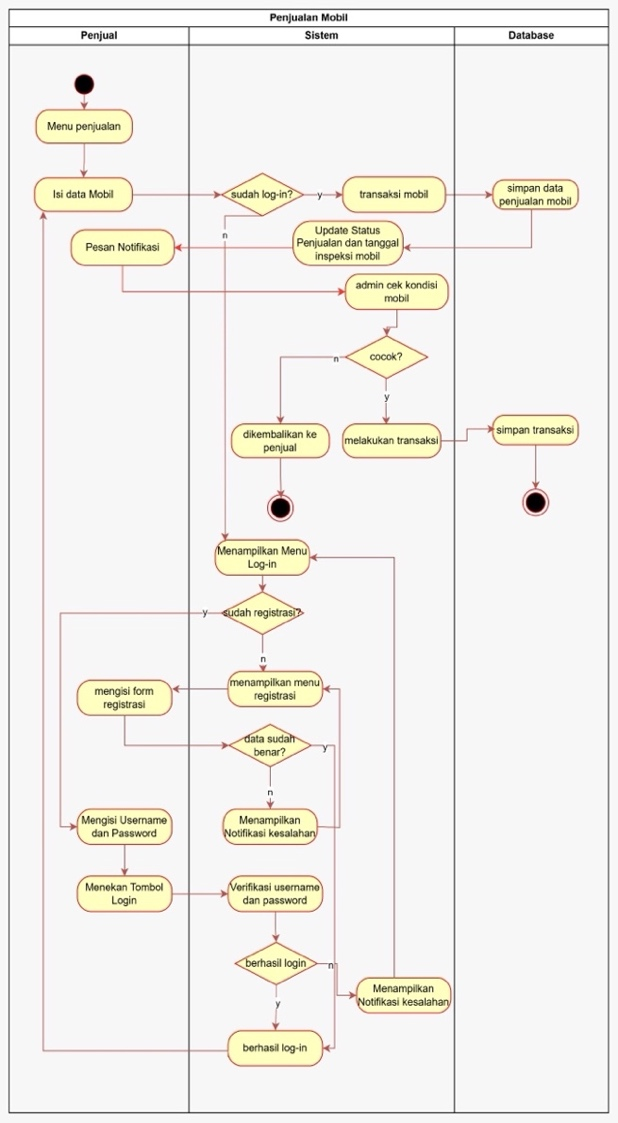 Penjualan Mobil
Penjual
Sistem
Database
Menu penjualan
Isi data Mobil
sudah log-in?
y
transaksi mobil
simpan data
penjualan mobil
n
Update Status
Penjualan dan tanggal
inspeksi mobil
Pesan Notifikasi
admin cek kondisi
mobil
cocok?
n
y
dikembalikan ke
penjual
melakukan transaksi
simpan transaksi
Menampilkan Menu
Log-in
sudah registrasi?
y
n
menampilkan menu
registrasi
mengisi form
registrasi
data sudah
benar?
y
n
Menampilkan
Notifikasi kesalahan
Mengisi Username
dan Password
Menekan Tombol
Login
Verifikasi username
dan password
berhasil login
n
Menampilkan
Notifikasi kesalahan
y
berhasil log-in